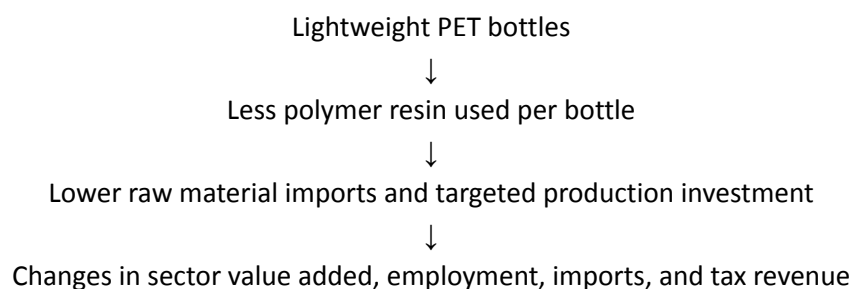 Lightweight PET bottles
↓
Less polymer resin used per bottle
↓
Lower raw material imports and targeted production investment
↓
Changes in sector value added, employment, imports, and tax revenue